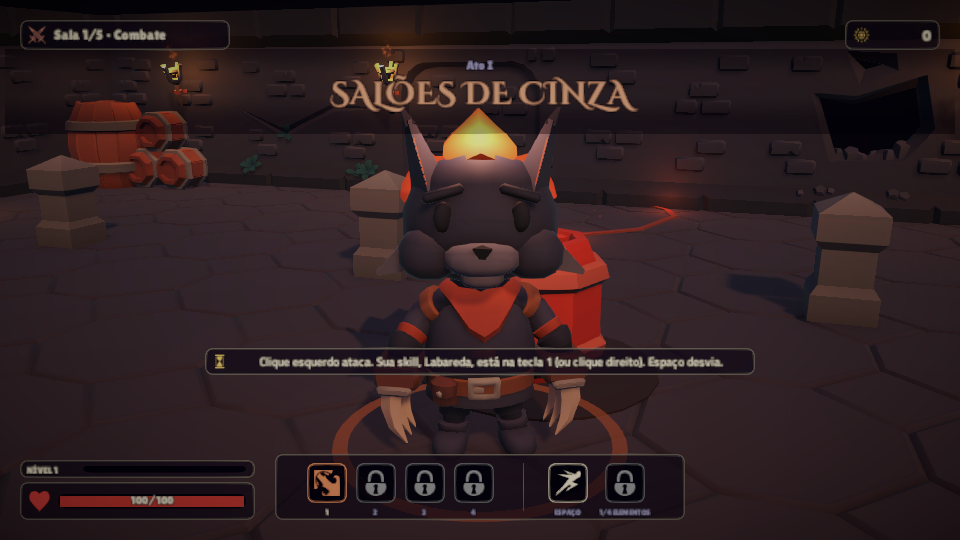 Sala 1/5 - Combate
0
Ato I
SALÕES DE CINZA
Clique esquerdo ataca. Sua skill, Labareda, está na tecla 1 (ou clique direito). Espaço desvia.
NÍVEL 1
100/100
1
2
3
4
ESPAÇO
1/4 ELEMENTOS